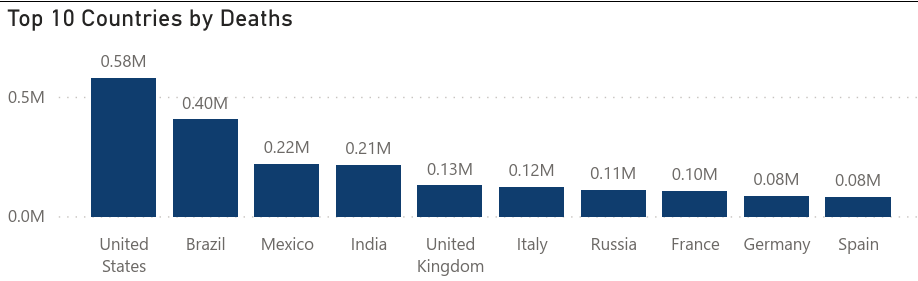 Top 10 Countries by Deaths
0.58M
0.5M
0.40M
0.22M
0.21M
0.13M
0.12M
0.11M
0.10M
0.08M
0.08M
0.0M
United States
Brazil
Mexico
India
United Kingdom
Italy
Russia
France
Germany
Spain